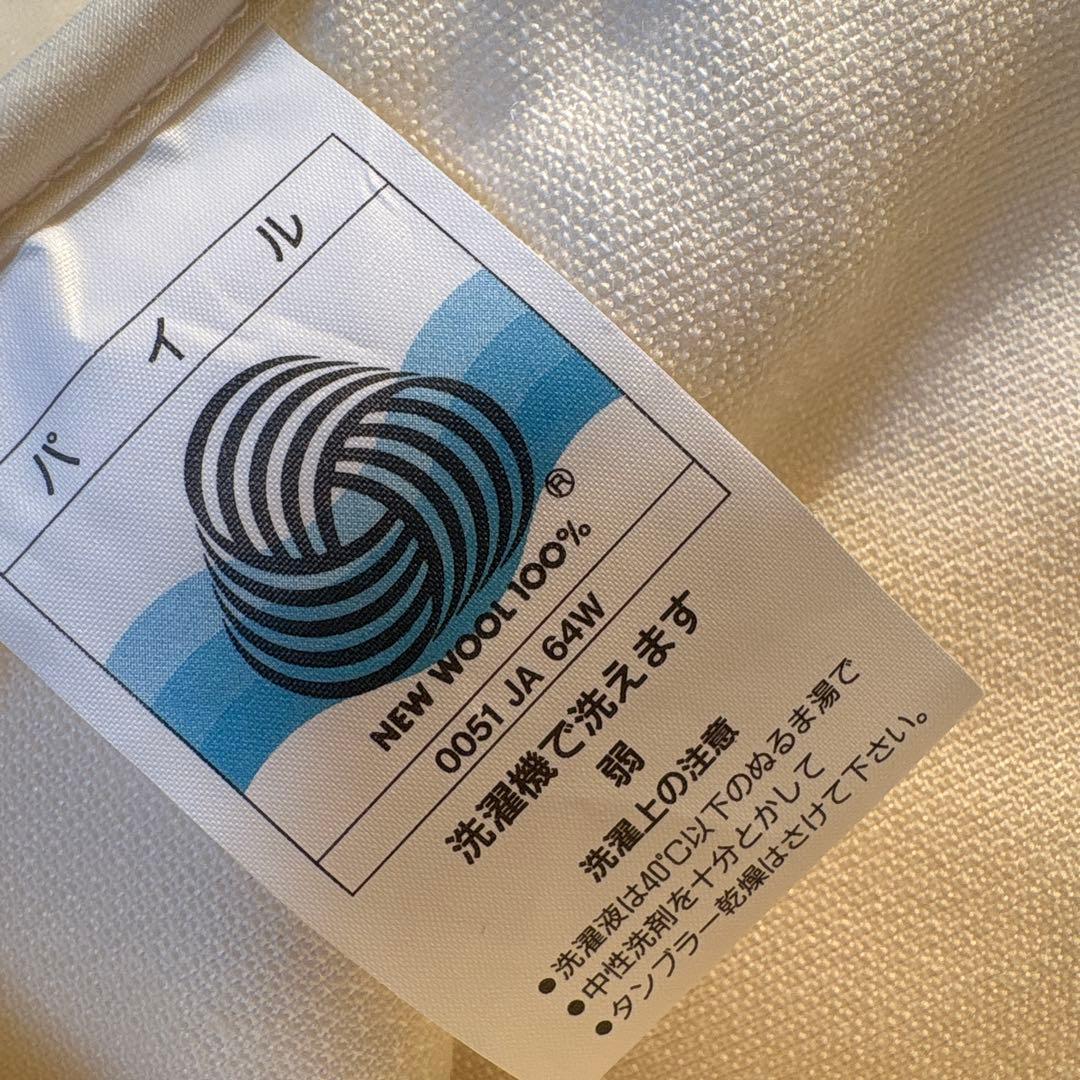 パイル
®
NEW WOOL 100%
0051 JA 64W
洗濯機で洗えます
弱
洗濯上の注意
●洗濯液は40℃以下のぬるま湯で
●中性洗剤を十分とかして
●タンブラー乾燥はさけて下さい。